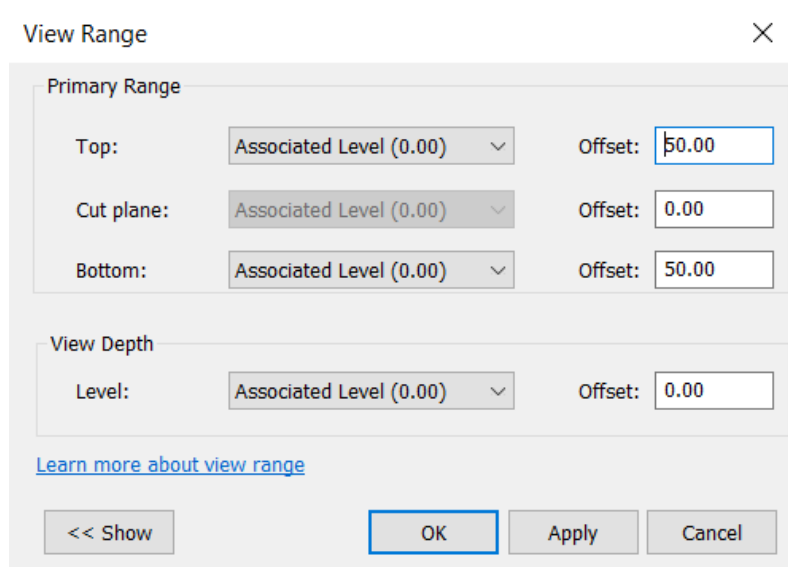 View Range
Primary Range
Top: Associated Level (0.00) Offset: 50.00
Cut plane: Associated Level (0.00) Offset: 0.00
Bottom: Associated Level (0.00) Offset: 50.00
View Depth
Level: Associated Level (0.00) Offset: 0.00
Learn more about view range
<< Show OK Apply Cancel